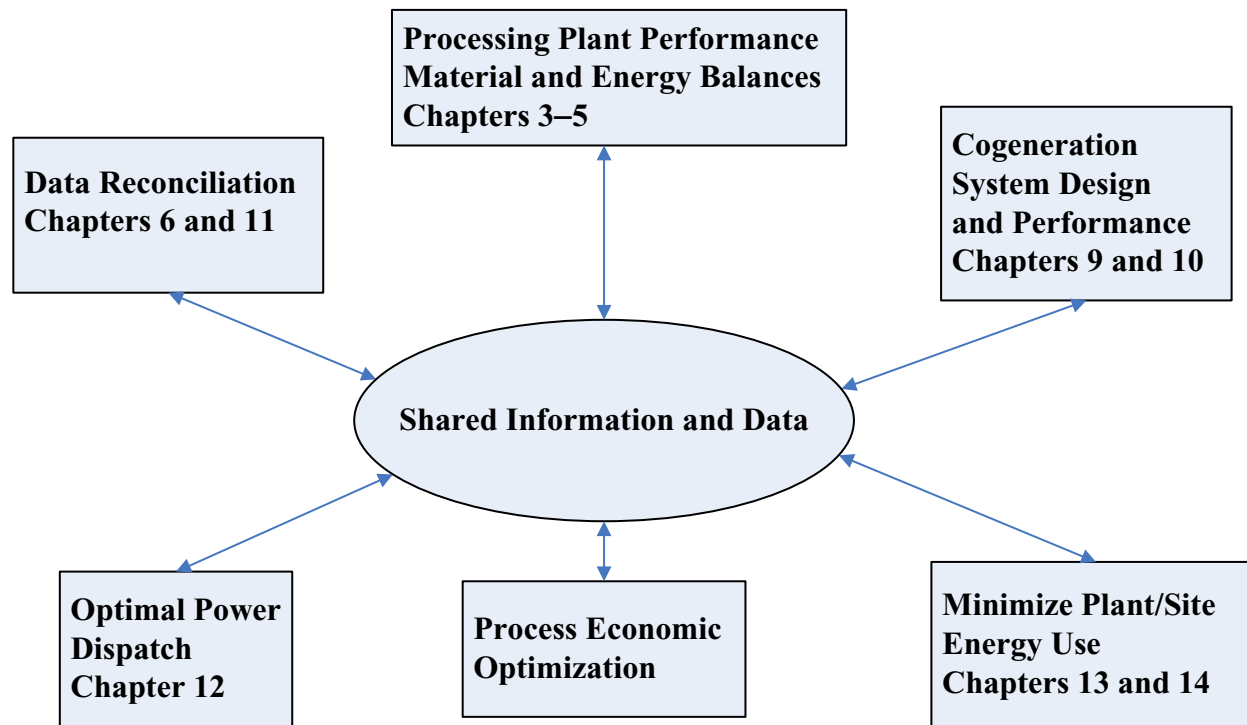 Processing Plant Performance
Material and Energy Balances
Chapters 3–5
Data Reconciliation
Chapters 6 and 11
Cogeneration
System Design
and Performance
Chapters 9 and 10
Shared Information and Data
Optimal Power
Dispatch
Chapter 12
Process Economic
Optimization
Minimize Plant/Site
Energy Use
Chapters 13 and 14